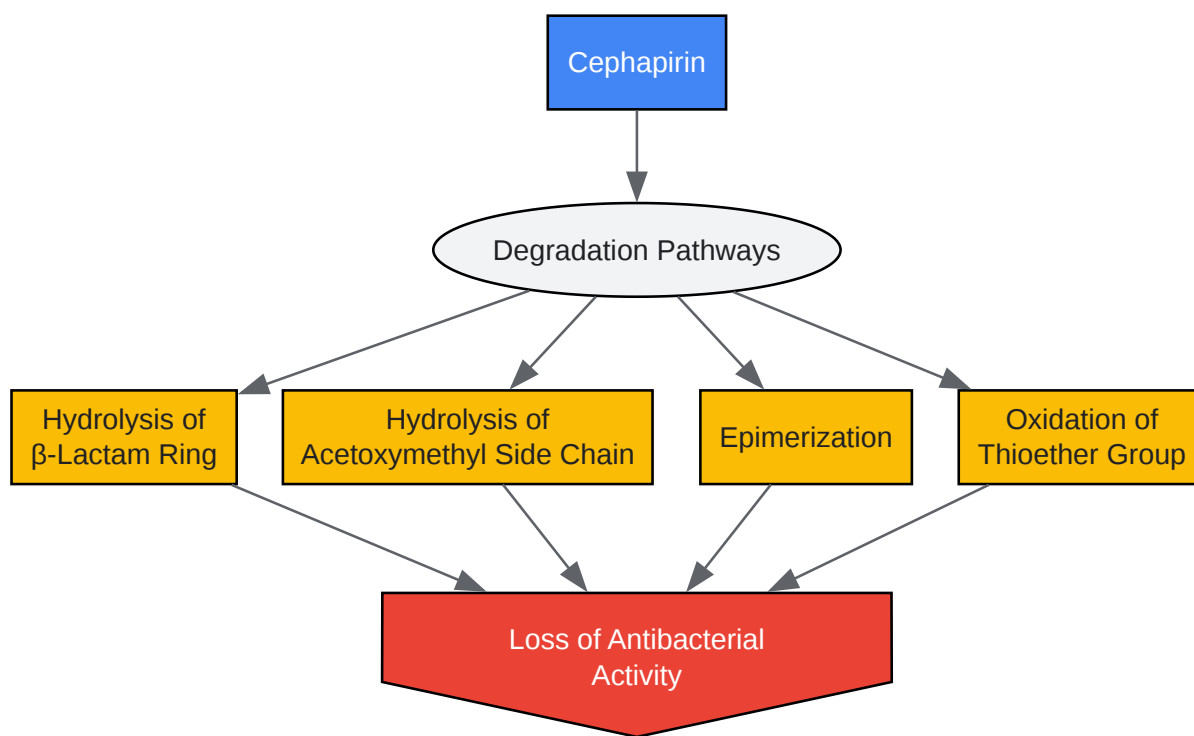 Cephapirin
Degradation Pathways
Hydrolysis of
β-Lactam Ring
Hydrolysis of
Acetoxymethyl Side Chain
Epimerization
Oxidation of
Thioether Group
Loss of Antibacterial
Activity